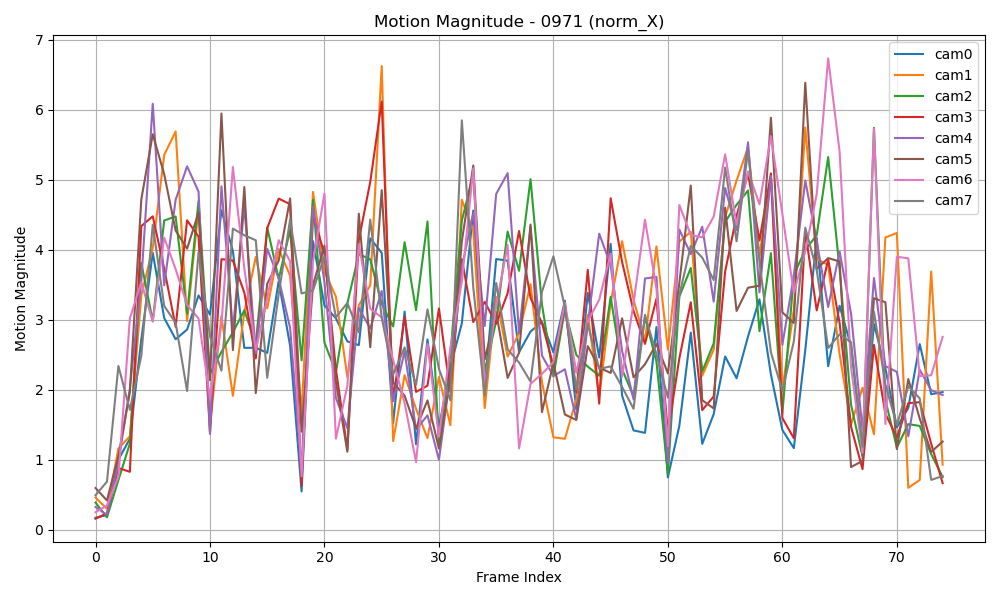 Motion Magnitude - 0971 (norm_X)
Motion Magnitude
7
6
5
4
3
2
1
0
0 10 20 30 40 50 60 70
Frame Index
cam0
cam1
cam2
cam3
cam4
cam5
cam6
cam7